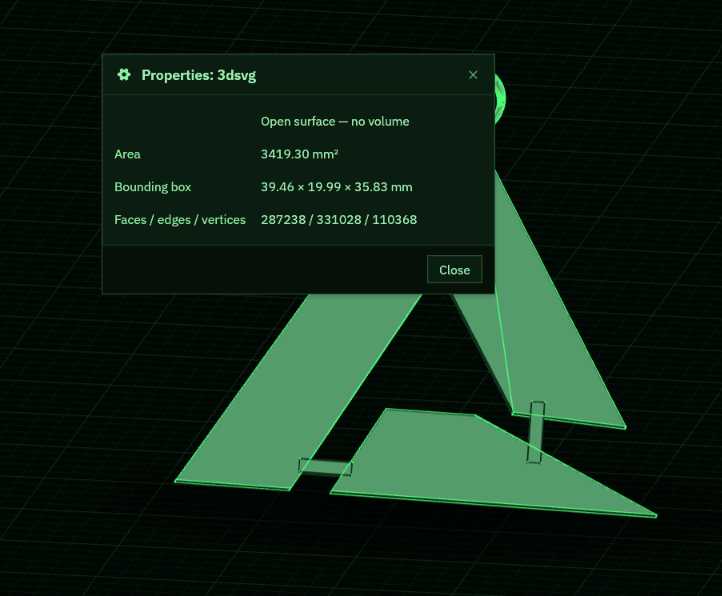 Properties: 3dsvg
Open surface — no volume
Area 3419.30 mm²
Bounding box 39.46 × 19.99 × 35.83 mm
Faces / edges / vertices 287238 / 331028 / 110368
Close